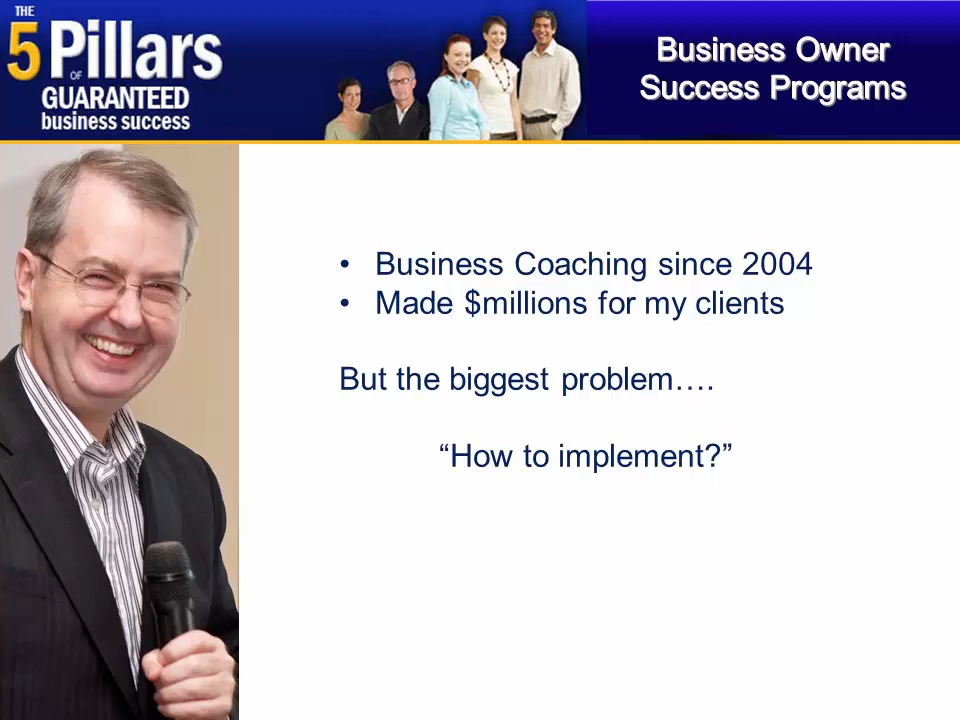 THE
5 Pillars
OF
GUARANTEED
business success
Business Owner
Success Programs
• Business Coaching since 2004
• Made $millions for my clients
But the biggest problem….
“How to implement?”